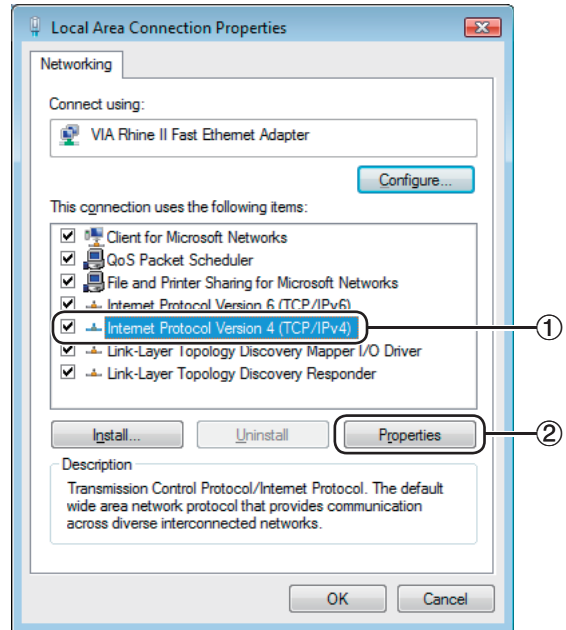 Local Area Connection Properties
Networking
Connect using:
VIA Rhine II Fast Ethernet Adapter
Configure...
This connection uses the following items:
Client for Microsoft Networks
QoS Packet Scheduler
File and Printer Sharing for Microsoft Networks
Internet Protocol Version 6 (TCP/IPv6)
Internet Protocol Version 4 (TCP/IPv4) ①
Link-Layer Topology Discovery Mapper I/O Driver
Link-Layer Topology Discovery Responder
Install... Uninstall Properties ②
Description
Transmission Control Protocol/Internet Protocol. The default
wide area network protocol that provides communication
across diverse interconnected networks.
OK Cancel